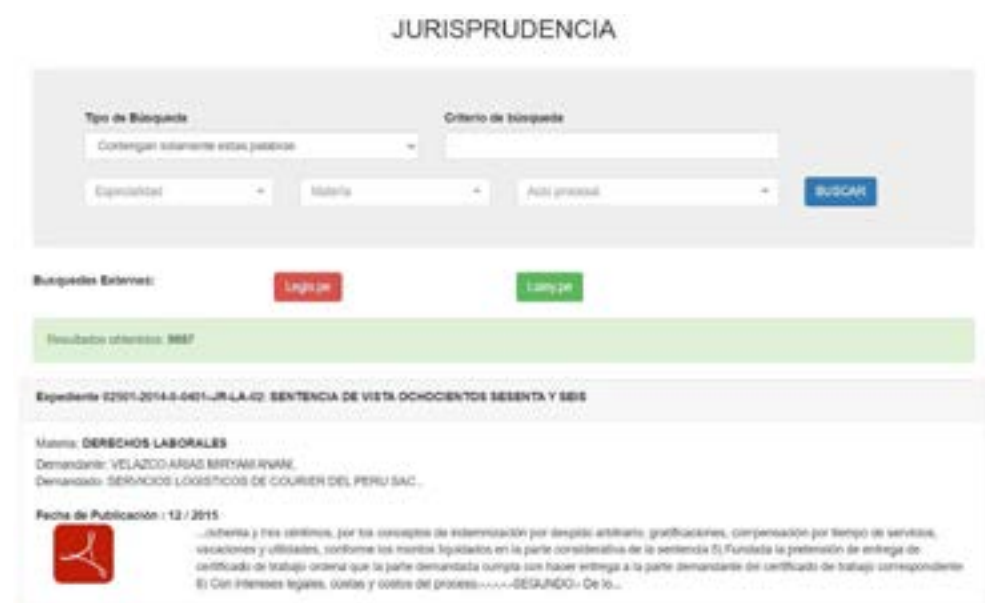 JURISPRUDENCIA
Tipo de Búsqueda Criterio de búsqueda
Contengan solamente estas palabras
Especialidad Materia Acto procesal BUSCAR
Busquedas Externas: Legis.pe
Resultados obtenidos:
Expediente 02501-2014-0-0401-JR-LA-02: SENTENCIA DE VISTA OCHOCIENTOS SESENTA Y SEIS
Materia: DERECHOS LABORALES
Demandante: VELAZCO ARIAS MIRYAM
Demandado: SERVICIOS LOGISTICOS DE COURIER DEL PERU SAC...
Fecha de Publicación : 12 / 2015
...ochenta y tres céntimos, por los conceptos de indemnización por despido arbitrario, gratificaciones, compensación por tiempo de servicios,
vacaciones y utilidades, conforme los montos liquidados en la parte considerativa de la sentencia 5) Fundada la pretensión de entrega de
certificado de trabajo ordena que la parte demandada cumpla con hacer entrega a la parte demandante del certificado de trabajo correspondiente
6) Con intereses legales, costas y costos del proceso.------SEGUNDO.- De lo...